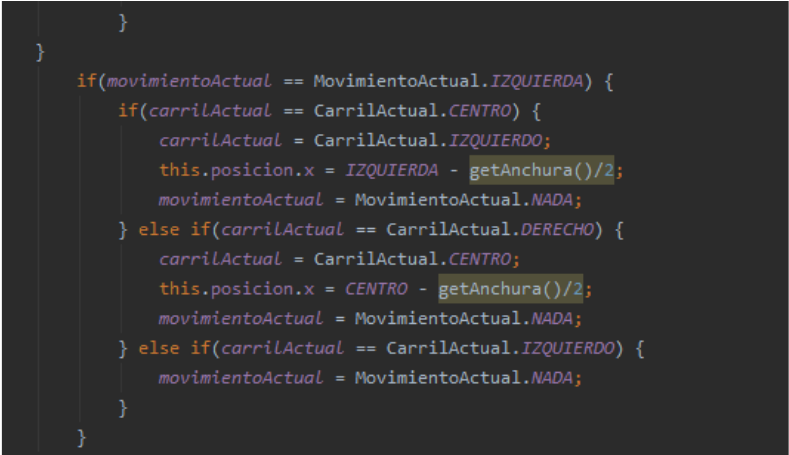 }
}
if(movimientoActual == MovimientoActual.IZQUIERDA) {
if(carrilActual == CarrilActual.CENTRO) {
carrilActual = CarrilActual.IZQUIERDO;
this.posicion.x = IZQUIERDA - getAnchura()/2;
movimientoActual = MovimientoActual.NADA;
} else if(carrilActual == CarrilActual.DERECHO) {
carrilActual = CarrilActual.CENTRO;
this.posicion.x = CENTRO - getAnchura()/2;
movimientoActual = MovimientoActual.NADA;
} else if(carrilActual == CarrilActual.IZQUIERDO) {
movimientoActual = MovimientoActual.NADA;
}
}